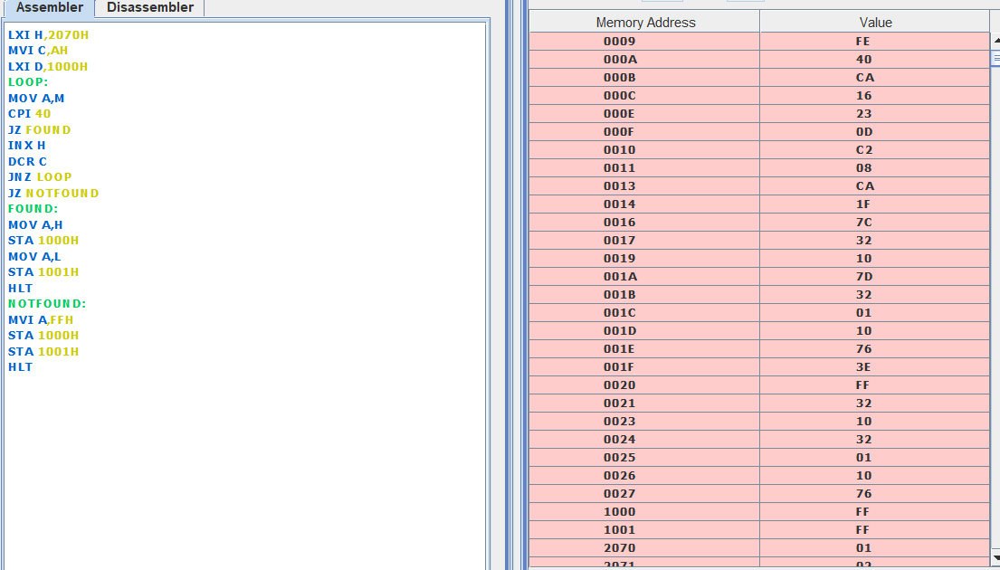 Assembler Disassembler
LXI H,2070H
MVI C,AH
LXI D,1000H
LOOP:
MOV A,M
CPI 40
JZ FOUND
INX H
DCR C
JNZ LOOP
JZ NOTFOUND
FOUND:
MOV A,H
STA 1000H
MOV A,L
STA 1001H
HLT
NOTFOUND:
MVI A,FFH
STA 1000H
STA 1001H
HLT
Memory Address Value
0009 FE
000A 40
000B CA
000C 16
000E 23
000F 0D
0010 C2
0011 08
0013 CA
0014 1F
0016 7C
0017 32
0019 10
001A 7D
001B 32
001C 01
001D 10
001E 76
001F 3E
0020 FF
0021 32
0023 10
0024 32
0025 01
0026 10
0027 76
1000 FF
1001 FF
2070 01
2071 02